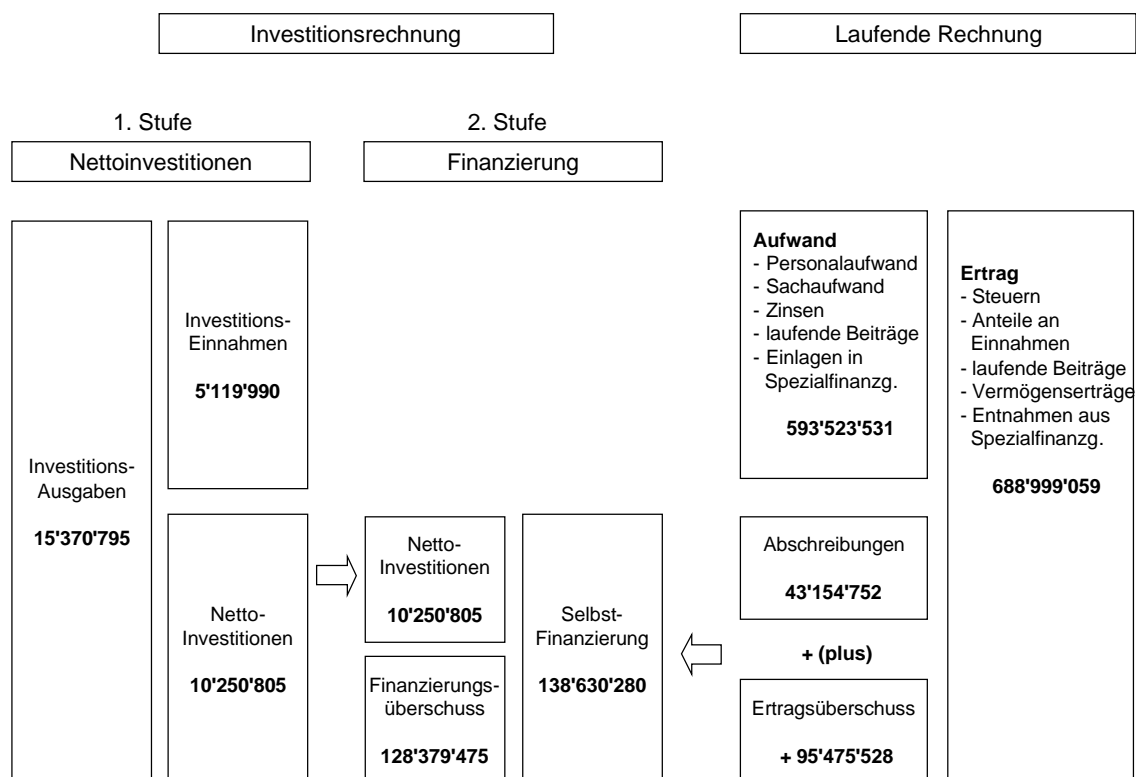 Investitionsrechnung
Laufende Rechnung
1. Stufe
2. Stufe
Nettoinvestitionen
Finanzierung
Investitions-
Ausgaben
15'370'795
Investitions-
Einnahmen
5'119'990
Netto-
Investitionen
10'250'805
Netto-
Investitionen
10'250'805
Finanzierungs-
überschuss
128'379'475
Selbst-
Finanzierung
138'630'280
Aufwand
- Personalaufwand
- Sachaufwand
- Zinsen
- laufende Beiträge
- Einlagen in
Spezialfinanzg.
593'523'531
Abschreibungen
43'154'752
+ (plus)
Ertragsüberschuss
+ 95'475'528
Ertrag
- Steuern
- Anteile an
Einnahmen
- laufende Beiträge
- Vermögenserträge
- Entnahmen aus
Spezialfinanzg.
688'999'059